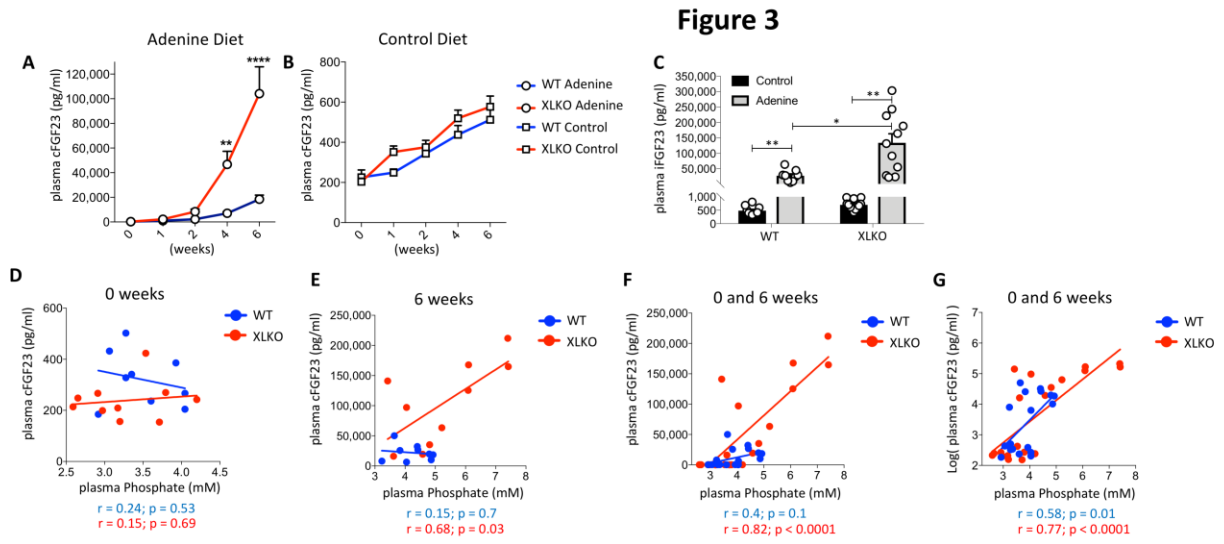 Figure 3
Adenine Diet
Control Diet
A
plasma cFGF23 (pg/ml)
120,000
100,000
80,000
60,000
40,000
20,000
0
**
****
0 1 2 4 6
(weeks)
B
plasma cFGF23 (pg/ml)
800
600
400
200
0
0 1 2 4 6
(weeks)
WT Adenine
XLKO Adenine
WT Control
XLKO Control
C
plasma iFGF23 (pg/ml)
350,000
300,000
250,000
200,000
150,000
100,000
50,000
1,000
500
0
Control
Adenine
**
*
**
WT XLKO
D
0 weeks
plasma cFGF23 (pg/ml)
600
400
200
0
WT
XLKO
2.5 3.0 3.5 4.0 4.5
plasma Phosphate (mM)
r = 0.24; p = 0.53
r = 0.15; p = 0.69
E
6 weeks
plasma cFGF23 (pg/ml)
250,000
200,000
150,000
100,000
50,000
0
WT
XLKO
3 4 5 6 7 8
plasma Phosphate (mM)
r = 0.15; p = 0.7
r = 0.68; p = 0.03
F
0 and 6 weeks
plasma cFGF23 (pg/ml)
250,000
200,000
150,000
100,000
50,000
0
WT
XLKO
3 4 5 6 7 8
plasma Phosphate (mM)
r = 0.4; p = 0.1
r = 0.82; p < 0.0001
G
0 and 6 weeks
Log( plasma cFGF23 (pg/ml)
7
6
5
4
3
2
1
WT
XLKO
3 4 5 6 7 8
plasma Phosphate (mM)
r = 0.58; p = 0.01
r = 0.77; p < 0.0001